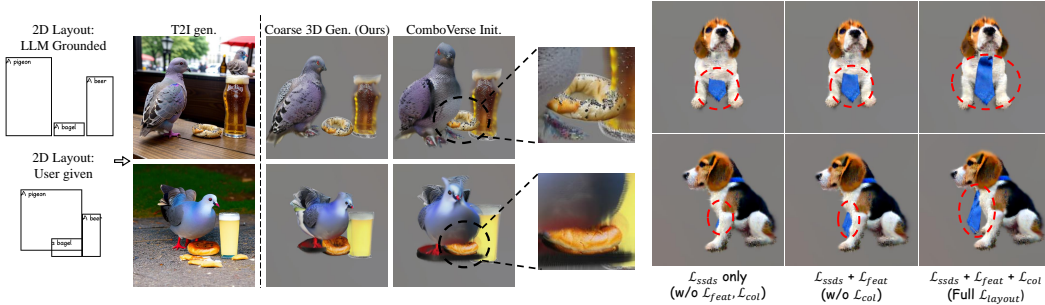 2D Layout:
LLM Grounded
T2I gen.
Coarse 3D Gen. (Ours)
ComboVerse Init.
A pigeon
A beer
A bagel
2D Layout:
User given
A pigeon
A beer
a bagel
ℒssds only
(w/o ℒfeat, ℒcol)
ℒssds + ℒfeat
(w/o ℒcol)
ℒssds + ℒfeat + ℒcol
(Full ℒlayout)